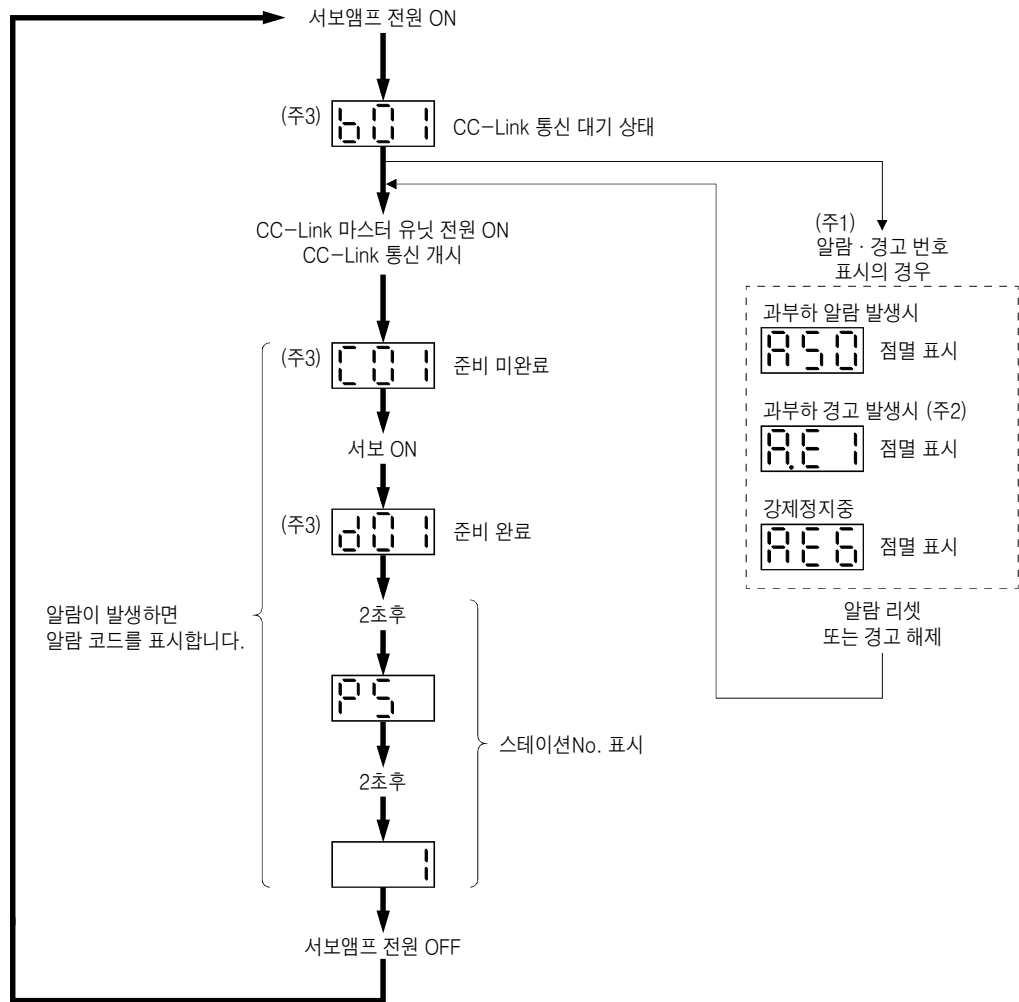 서보앰프 전원 ON
(주3)
b01
CC-Link 통신 대기 상태
CC-Link 마스터 유닛 전원 ON
CC-Link 통신 개시
(주1)
알람 · 경고 번호
표시의 경우
과부하 알람 발생시
A50
점멸 표시
과부하 경고 발생시 (주2)
A.E1
점멸 표시
강제정지중
AE6
점멸 표시
알람 리셋
또는 경고 해제
(주3)
C01
준비 미완료
서보 ON
(주3)
d01
준비 완료
알람이 발생하면
알람 코드를 표시합니다.
2초후
PS
스테이션No. 표시
2초후
1
서보앰프 전원 OFF